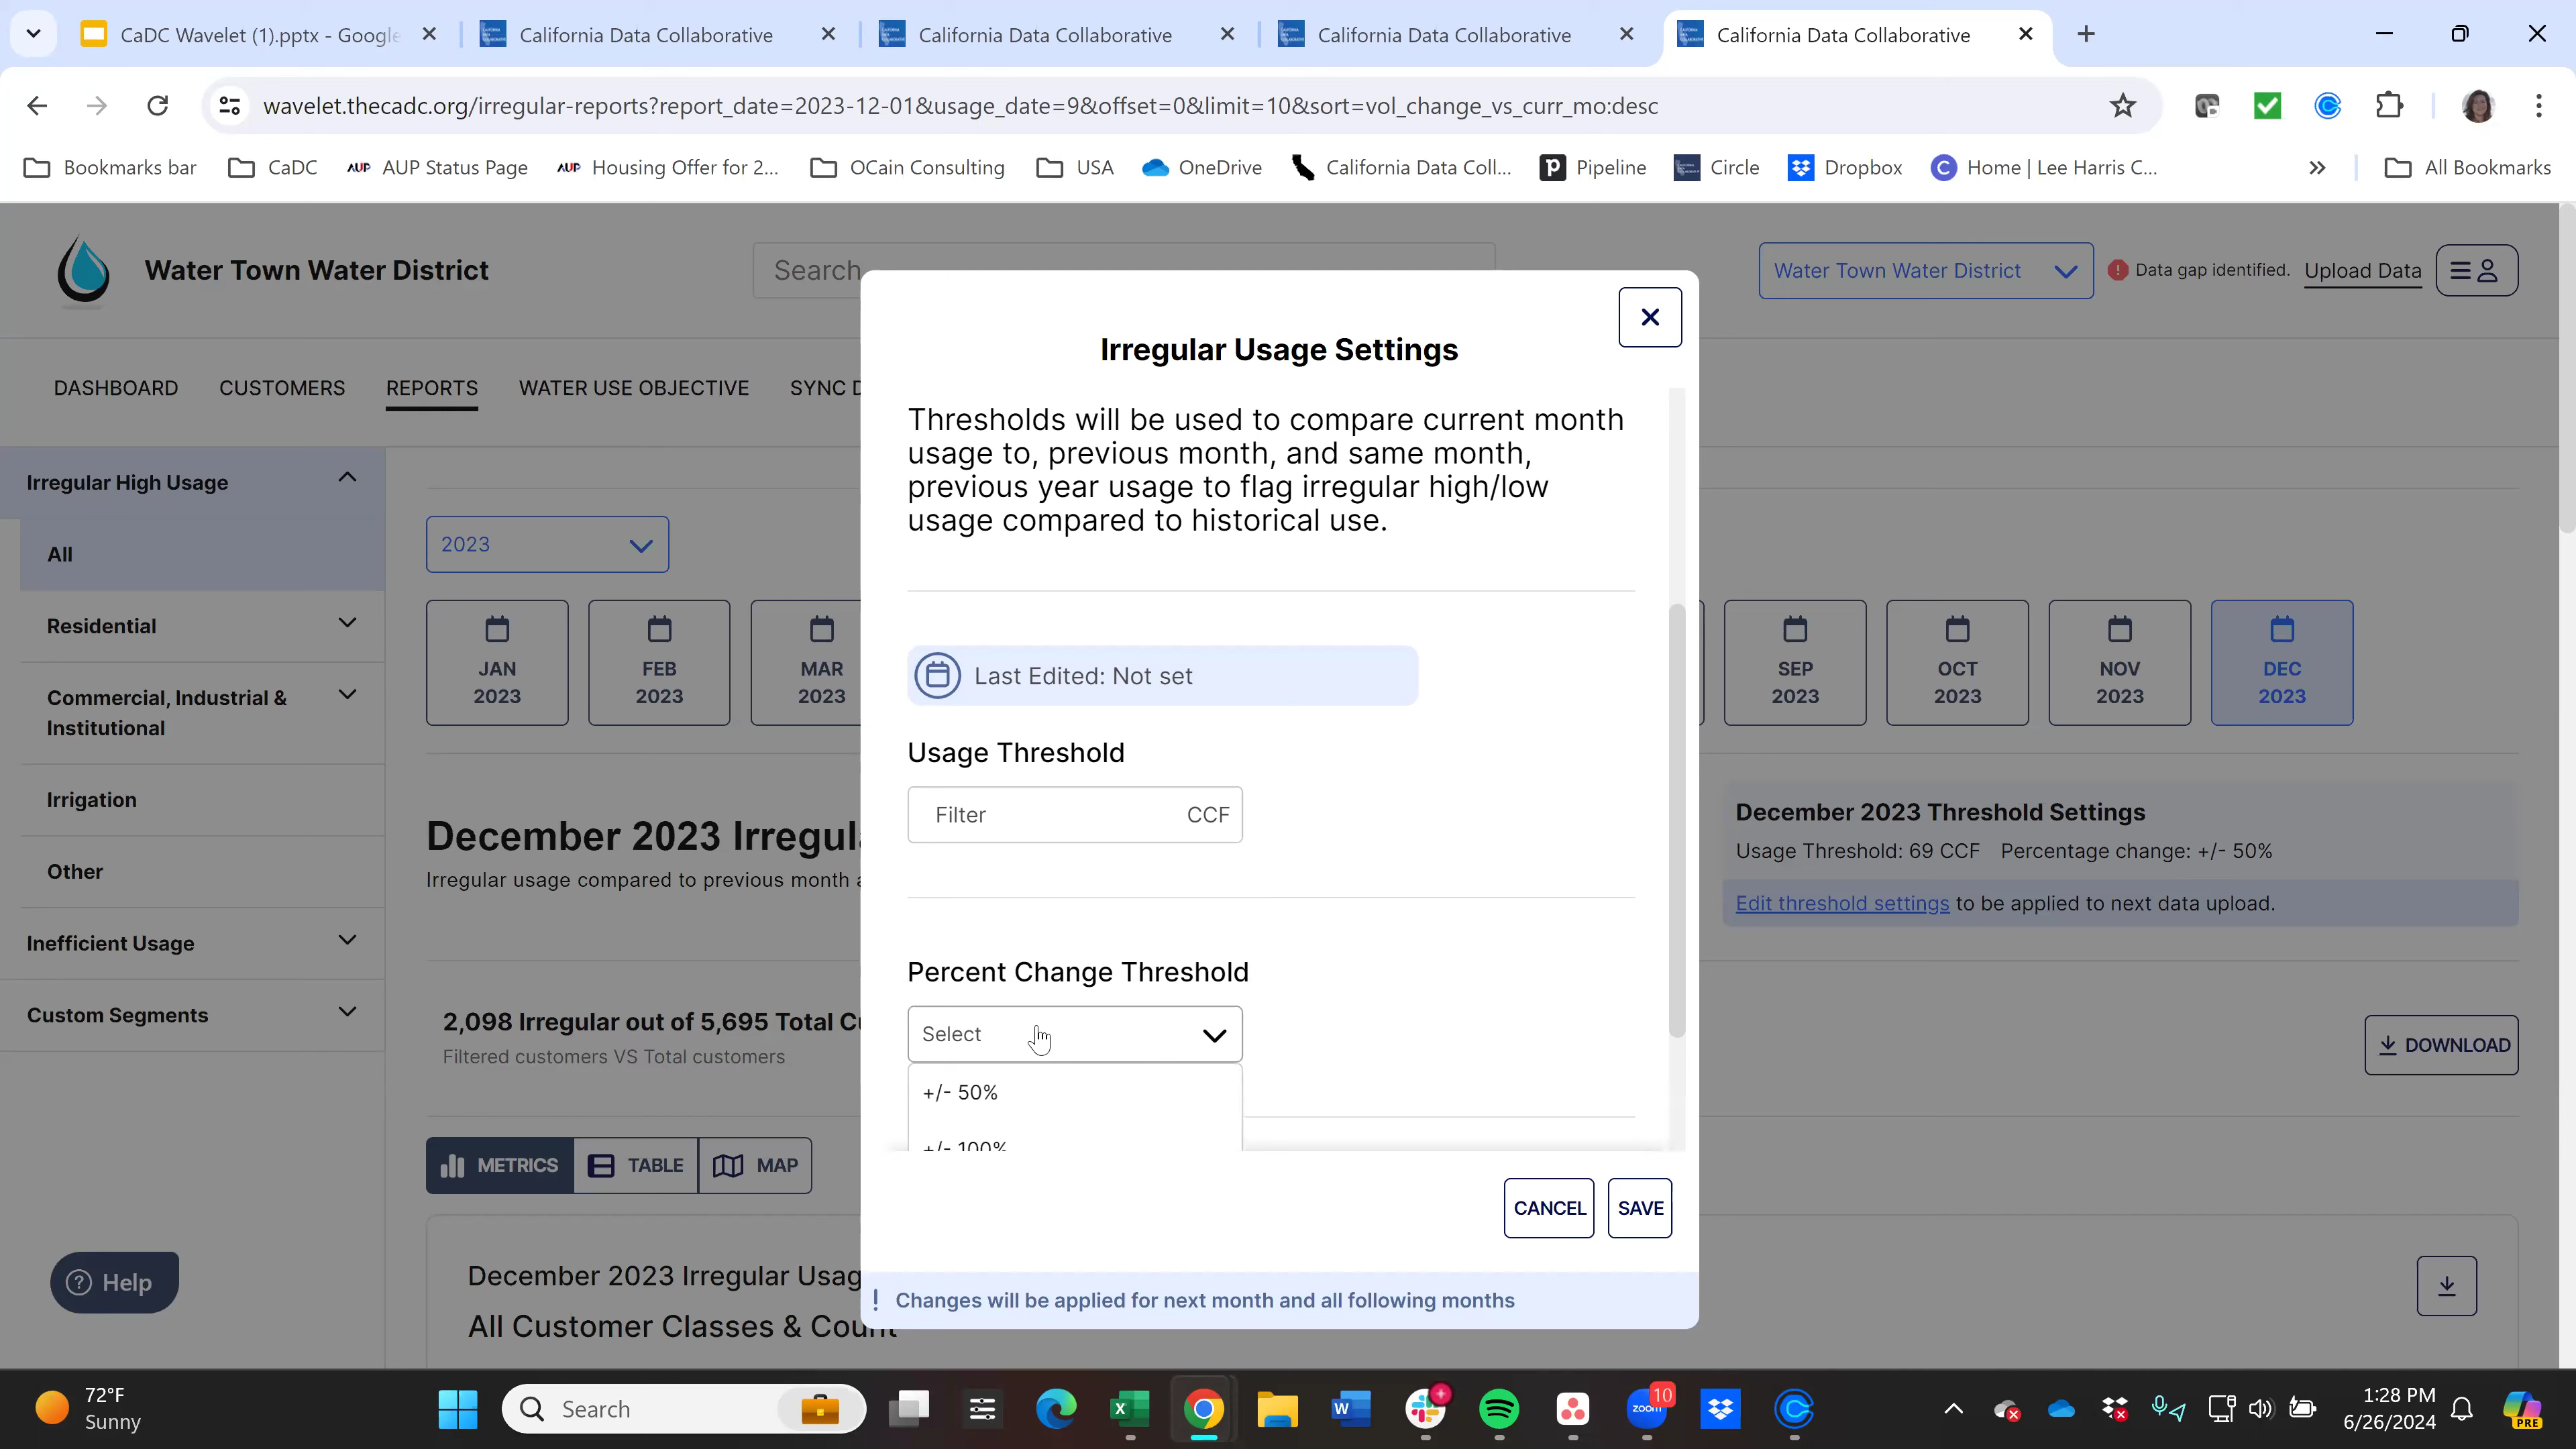 CaDC Wavelet (1).pptx - Google
California Data Collaborative
California Data Collaborative
California Data Collaborative
California Data Collaborative
wavelet.thecadc.org/irregular-reports?report_date=2023-12-01&usage_date=9&offset=0&limit=10&sort=vol_change_vs_curr_mo:desc
Bookmarks bar
CaDC
AUP AUP Status Page
AUP Housing Offer for 2...
OCain Consulting
USA
OneDrive
California Data Coll...
Pipeline
Circle
Dropbox
C Home | Lee Harris C...
All Bookmarks
Water Town Water District
Search
Water Town Water District
Data gap identified.
Upload Data
DASHBOARD
CUSTOMERS
REPORTS
WATER USE OBJECTIVE
SYNC D
Irregular High Usage
All
Residential
Commercial, Industrial &
Institutional
Irrigation
Other
Inefficient Usage
Custom Segments
Help
2023
JAN
2023
FEB
2023
MAR
2023
SEP
2023
OCT
2023
NOV
2023
DEC
2023
December 2023 Irregul
Irregular usage compared to previous month a
December 2023 Threshold Settings
Usage Threshold: 69 CCF Percentage change: +/- 50%
Edit threshold settings to be applied to next data upload.
2,098 Irregular out of 5,695 Total Cu
Filtered customers VS Total customers
DOWNLOAD
METRICS
TABLE
MAP
December 2023 Irregular Usag
All Customer Classes & Count
Irregular Usage Settings
Thresholds will be used to compare current month
usage to, previous month, and same month,
previous year usage to flag irregular high/low
usage compared to historical use.
Last Edited: Not set
Usage Threshold
Filter CCF
Percent Change Threshold
Select
+/- 50%
+/- 100%
CANCEL
SAVE
! Changes will be applied for next month and all following months
72°F
Sunny
Search
zoom
10
PRE
1:28 PM
6/26/2024